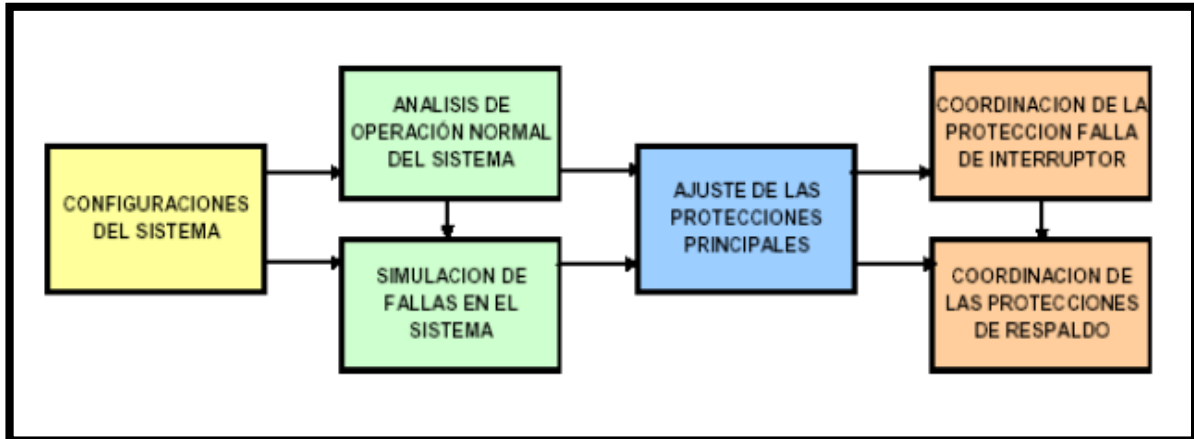 CONFIGURACIONES
DEL SISTEMA
ANALISIS DE
OPERACIÓN NORMAL
DEL SISTEMA
SIMULACION DE
FALLAS EN EL
SISTEMA
AJUSTE DE LAS
PROTECCIONES
PRINCIPALES
COORDINACION DE LA
PROTECCION FALLA
DE INTERRUPTOR
COORDINACION DE
LAS PROTECCIONES
DE RESPALDO